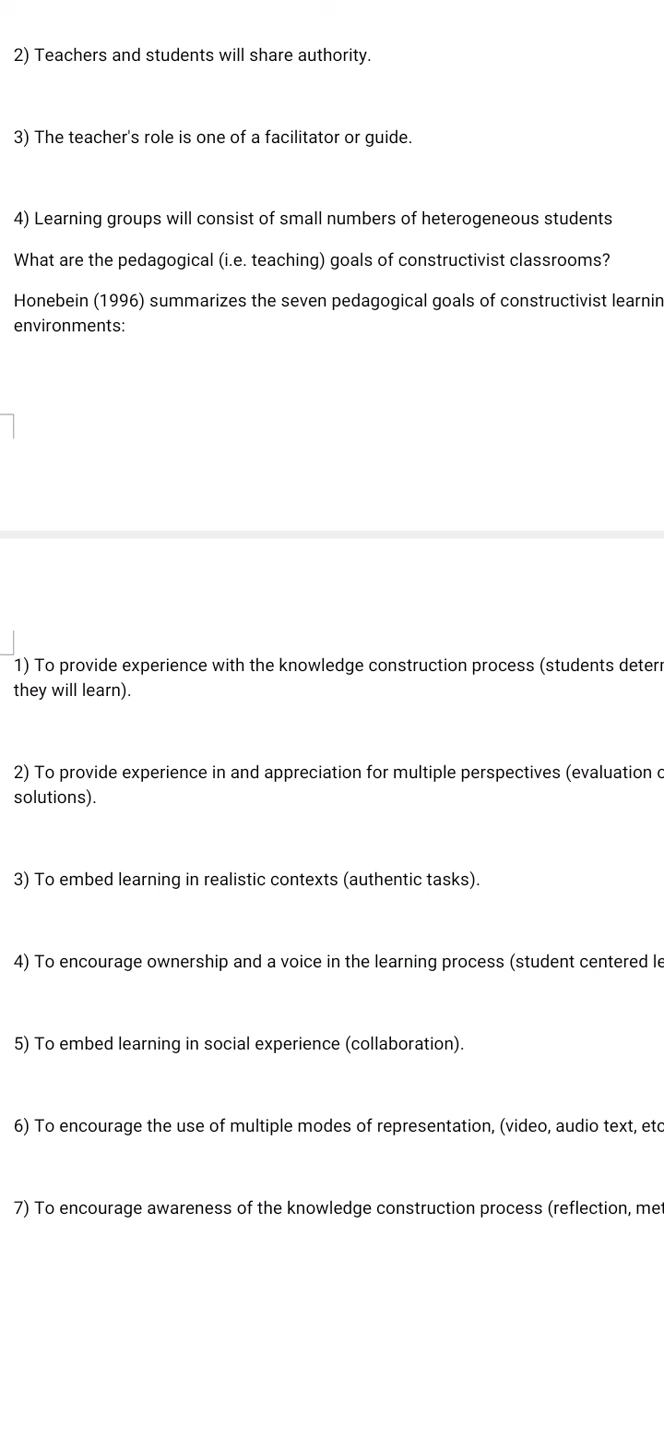 2) Teachers and students will share authority.
3) The teacher's role is one of a facilitator or guide.
4) Learning groups will consist of small numbers of heterogeneous students
What are the pedagogical (i.e. teaching) goals of constructivist classrooms?
Honebein (1996) summarizes the seven pedagogical goals of constructivist
environments:
1) To provide experience with the knowledge construction process (students
they will learn).
2) To provide experience in and appreciation for multiple perspectives (evaluation
solutions).
3) To embed learning in realistic contexts (authentic tasks).
4) To encourage ownership and a voice in the learning process (student centered
5) To embed learning in social experience (collaboration).
6) To encourage the use of multiple modes of representation, (video, audio text,
7) To encourage awareness of the knowledge construction process (reflection,